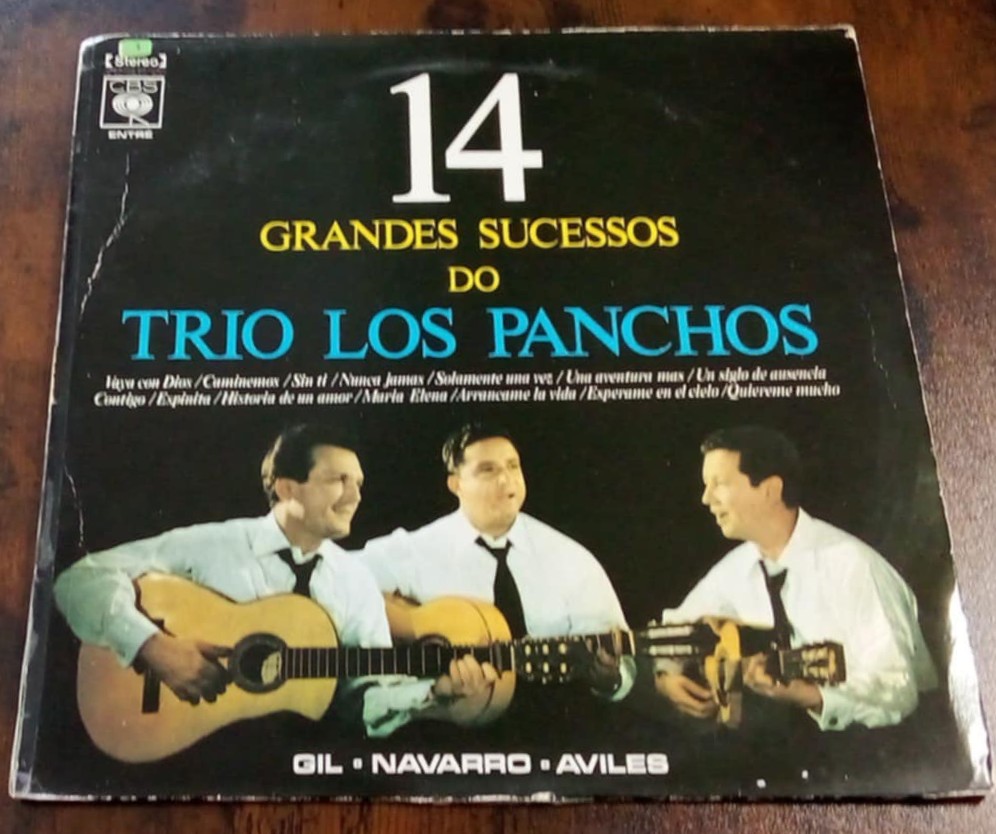 Stereo
CBS
ENTRÉ
14
GRANDES SUCESSOS
DO
TRIO LOS PANCHOS
Vaya con Dios / Caminemos / Sin ti / Nunca jamas / Solamente una vez / Una aventura mas / Un siglo de ausencia
Contigo / Espinita / Historia de un amor / Maria Elena / Arrancame la vida / Esperame en el cielo / Quiereme mucho
GIL ▪ NAVARRO ▪ AVILES